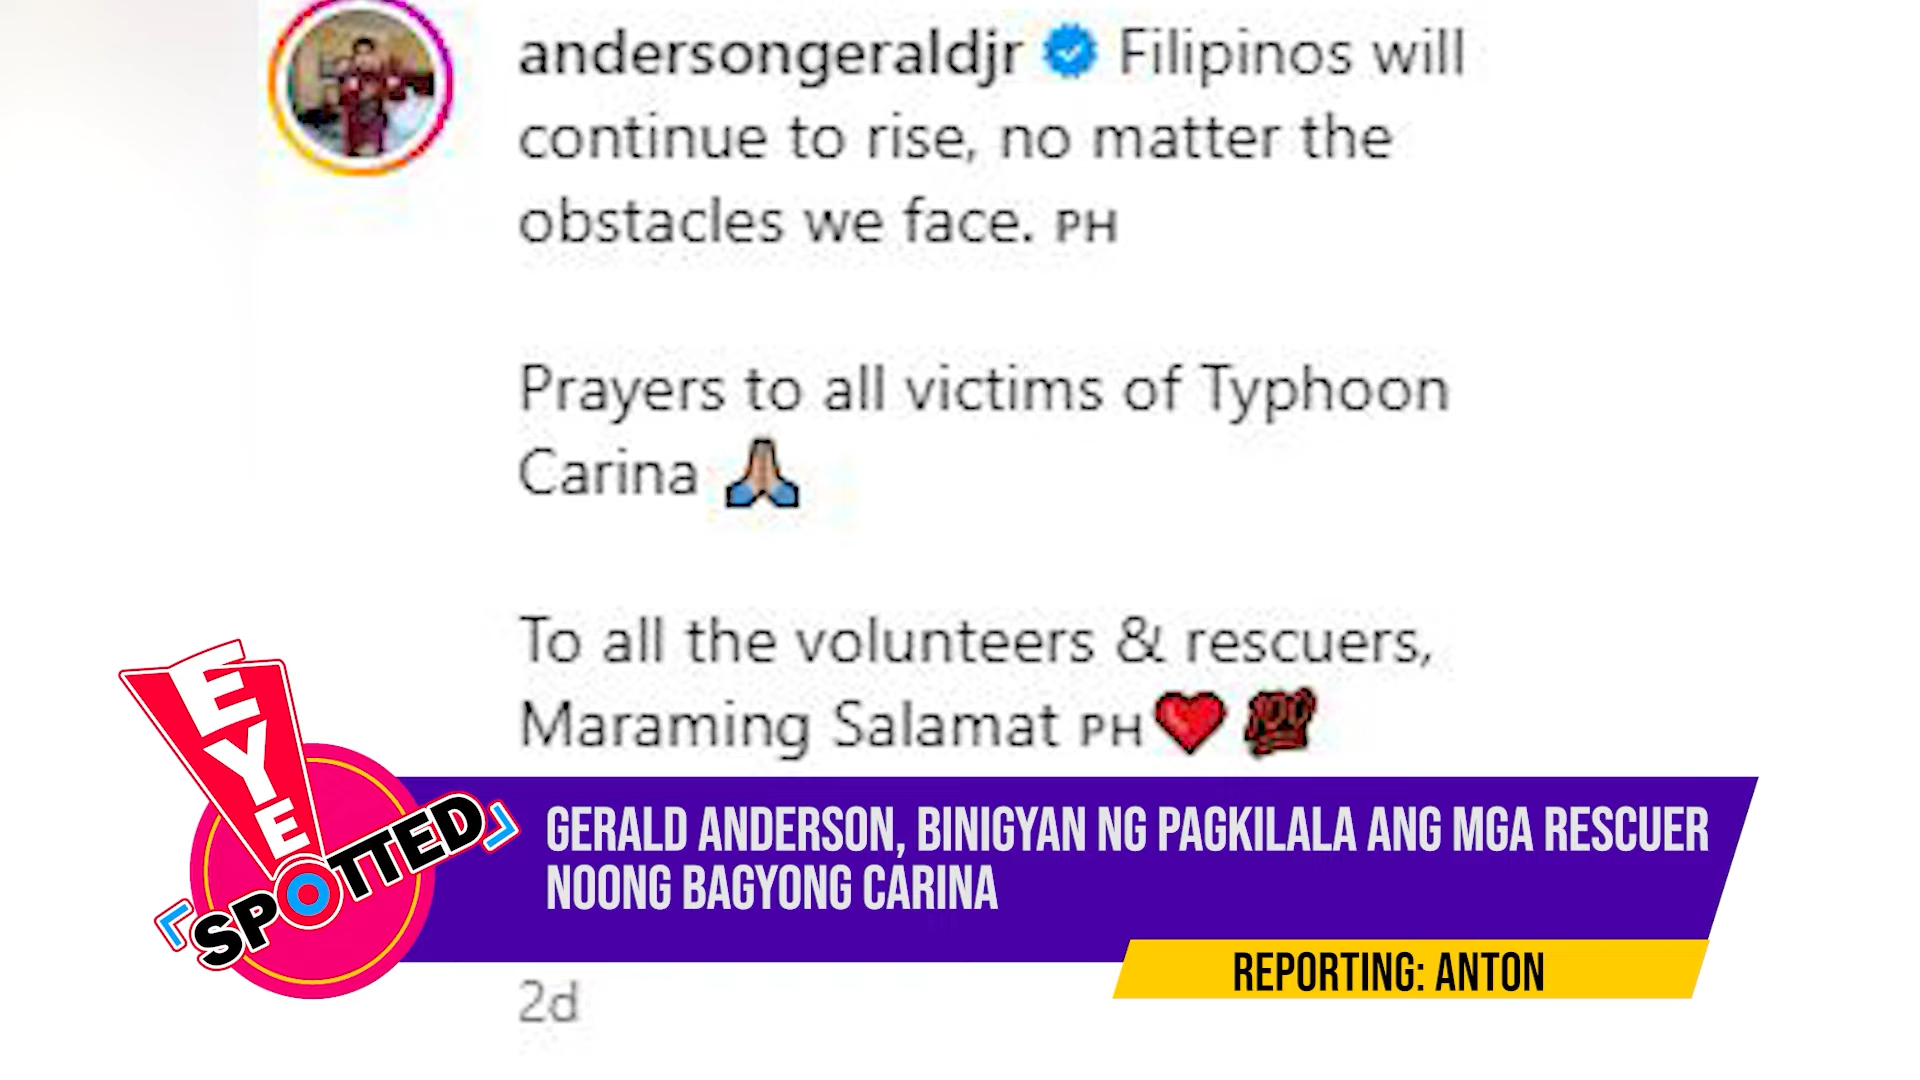 andersongeraldjr Filipinos will
continue to rise, no matter the
obstacles we face. PH
Prayers to all victims of Typhoon
Carina 🙏🏽
To all the volunteers & rescuers,
Maraming Salamat PH❤️💯
EYE
SPOTTED
GERALD ANDERSON, BINIGYAN NG PAGKILALA ANG MGA RESCUER
NOONG BAGYONG CARINA
REPORTING: ANTON
2d